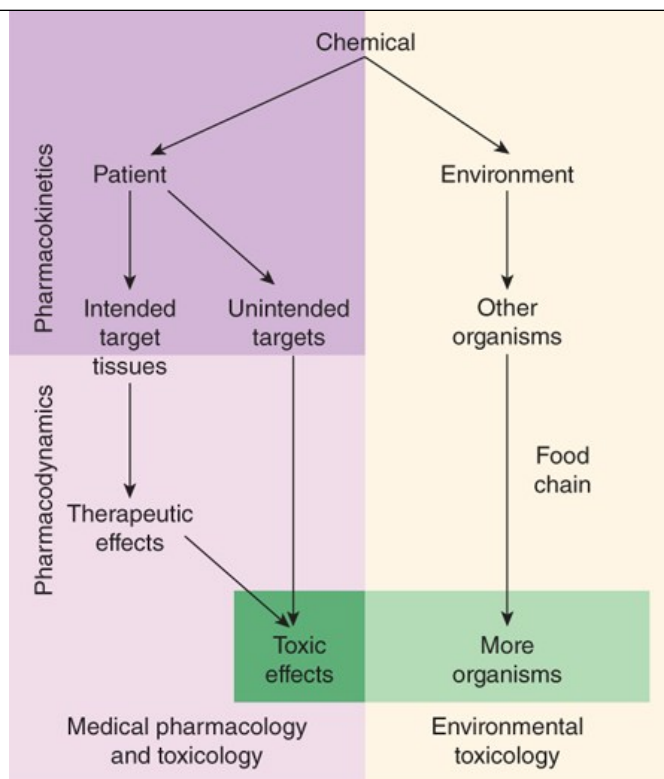 Chemical
Pharmacokinetics
Patient
Environment
Intended
target
tissues
Unintended
targets
Other
organisms
Pharmacodynamics
Food
chain
Therapeutic
effects
Toxic
effects
More
organisms
Medical pharmacology
and toxicology
Environmental
toxicology